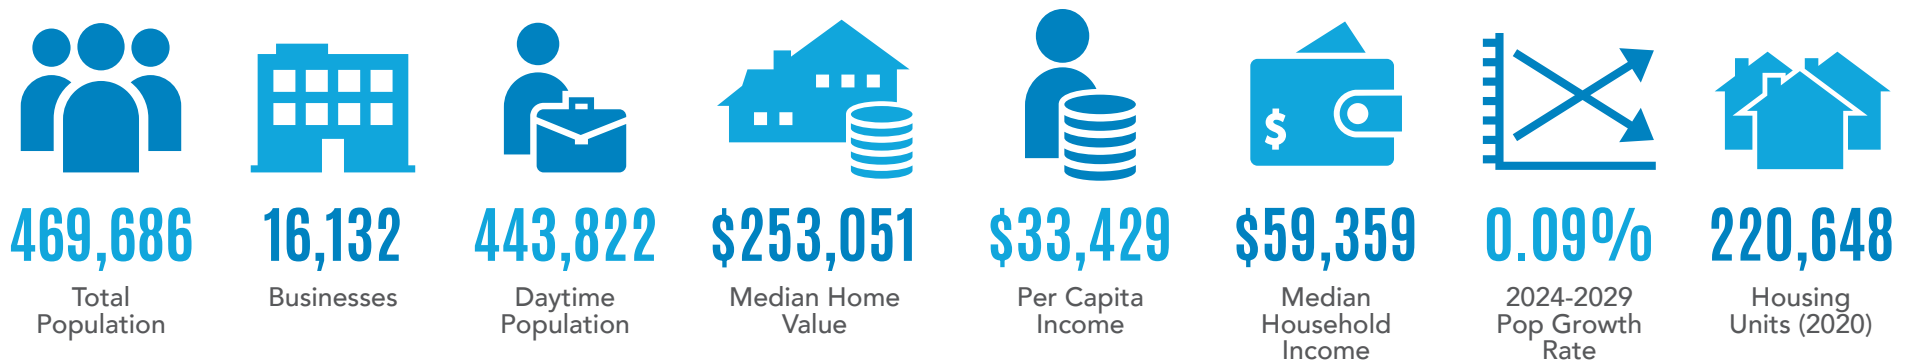 $
469,686
Total
Population
16,132
Businesses
443,822
Daytime
Population
$253,051
Median Home
Value
$33,429
Per Capita
Income
$59,359
Median
Household
Income
0.09%
2024-2029
Pop Growth
Rate
220,648
Housing
Units (2020)